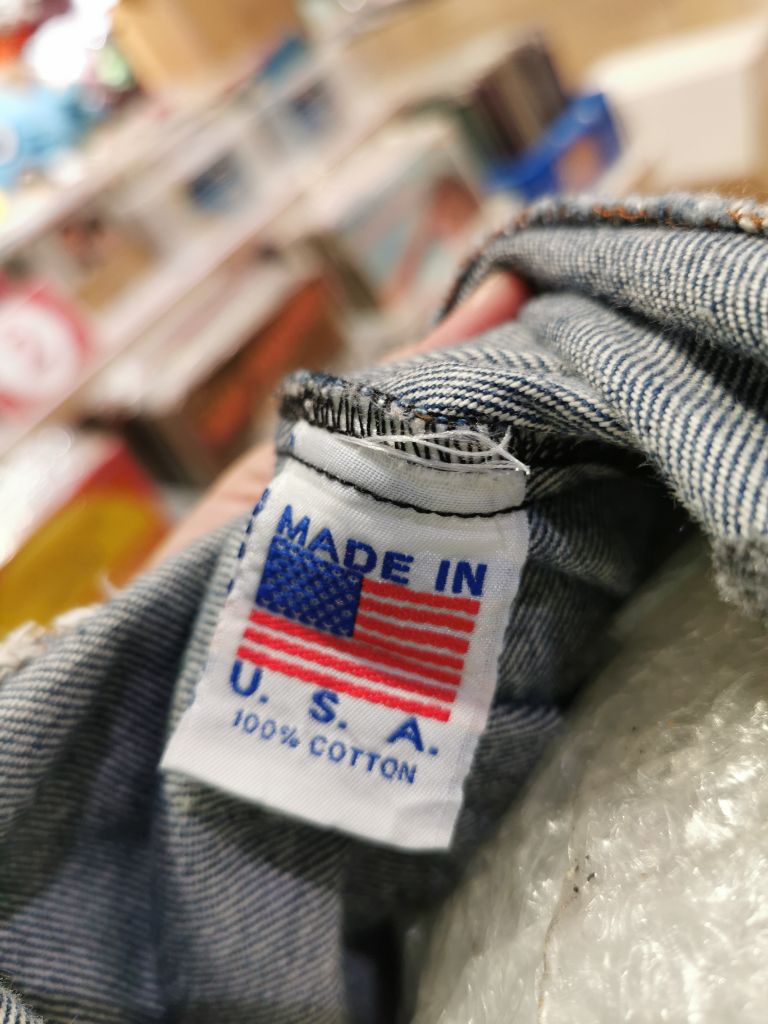 MADE IN
U. S. A.
100% COTTON